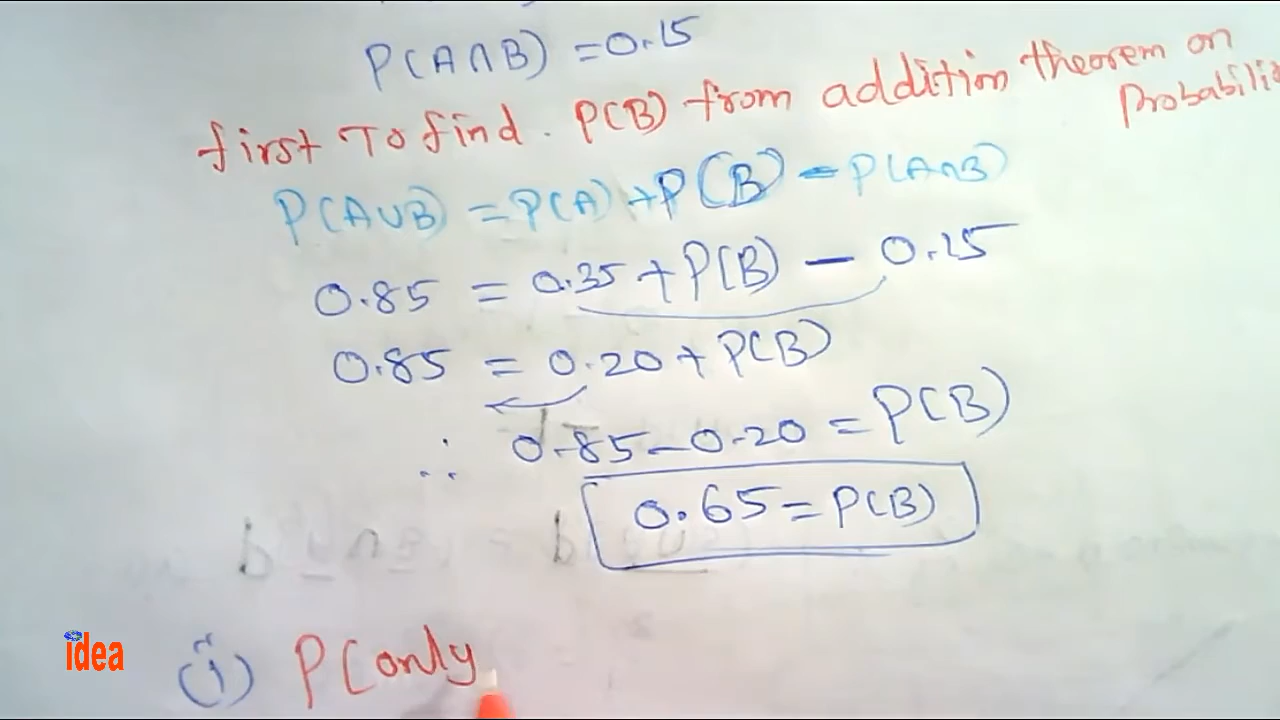 P(A∩B) = 0.15
first To find . P(B) from addition theorem on
Probabili
P(A∪B) = P(A) + P(B) - P(A∩B)
0.85 = 0.35 + P(B) - 0.15
0.85 = 0.20 + P(B)
∴ 0.85 - 0.20 = P(B)
0.65 = P(B)
(i) P(only
idea